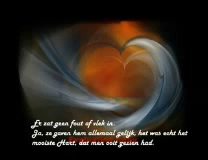 Er zat geen fout of vlek in.
Ja, ze gaven hem allemaal gelijk, het was echt het
mooiste Hart, dat men ooit gezien had.